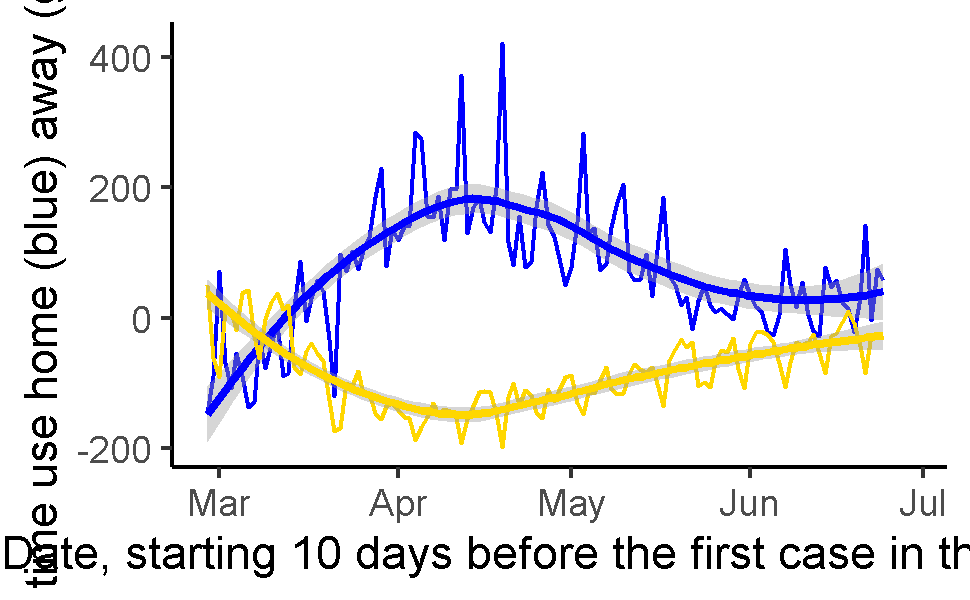 time use home (blue) away (
400
200
0
-200
Mar Apr May Jun Jul
Date, starting 10 days before the first case in th